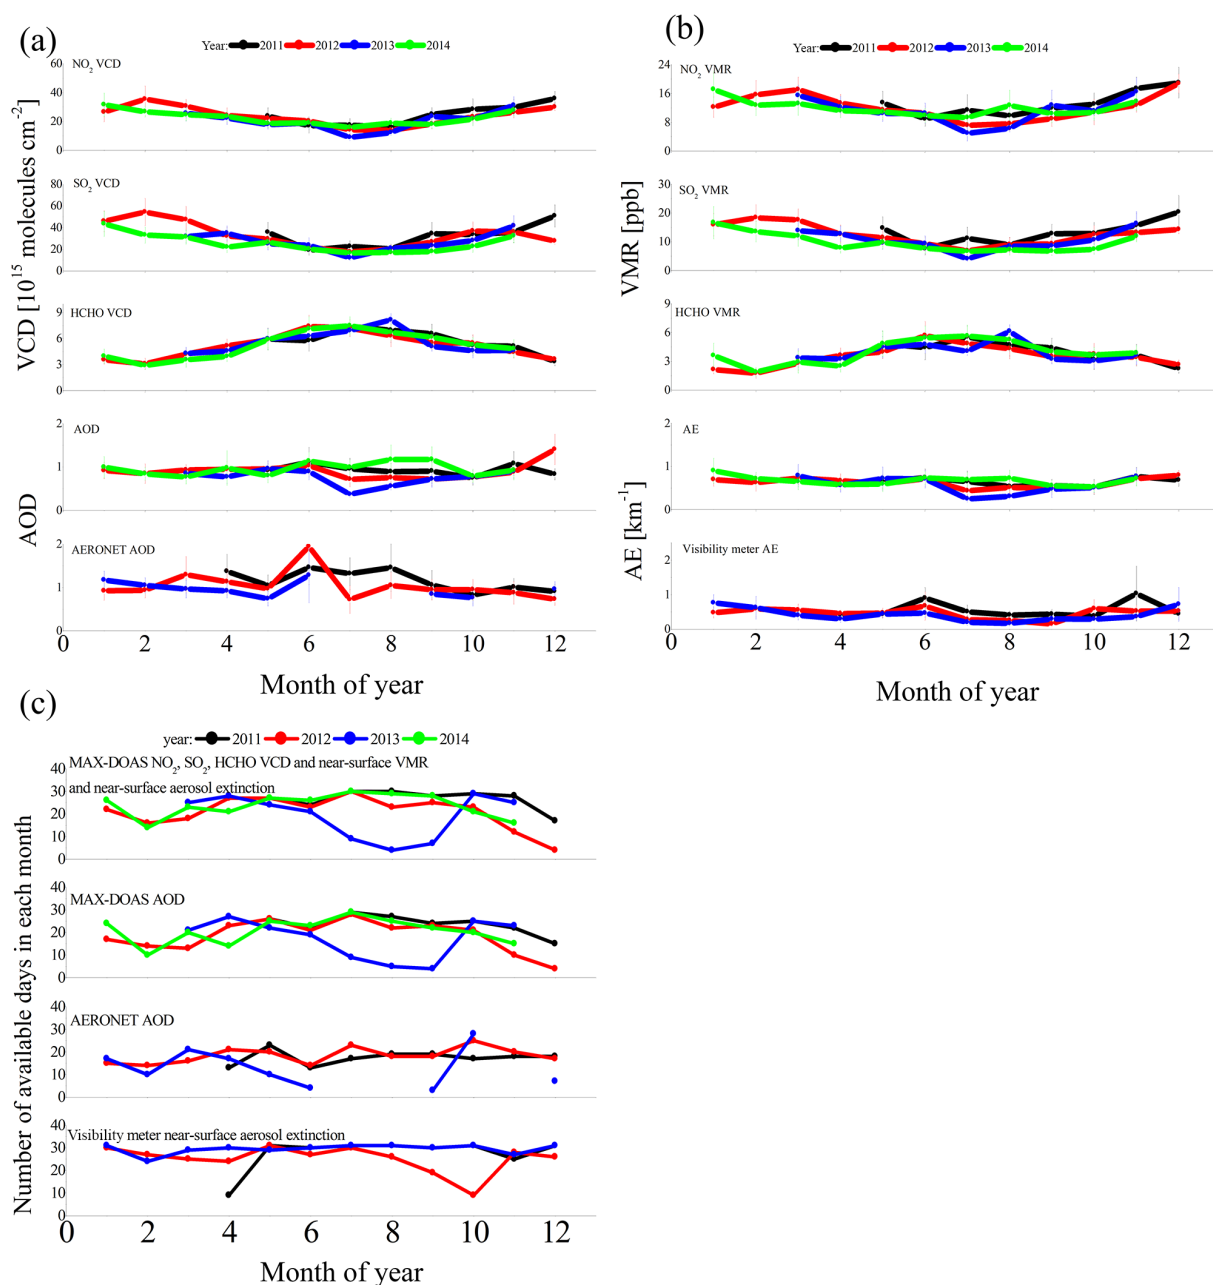 (a)
Year: 2011 2012 2013 2014
NO2 VCD
60
40
20
0
SO2 VCD
80
60
40
20
0
HCHO VCD
9
6
3
0
AOD
2
1
0
AERONET AOD
2
1
0
0 2 4 6 8 10 12
Month of year
VCD [10^15 molecules cm^-2]
AOD
(b)
Year: 2011 2012 2013 2014
NO2 VMR
24
16
8
0
SO2 VMR
30
20
10
0
HCHO VMR
9
6
3
0
AE
2
1
0
Visibility meter AE
2
1
0
0 2 4 6 8 10 12
Month of year
VMR [ppb]
AE [km^-1]
(c)
year: 2011 2012 2013 2014
MAX-DOAS NO2, SO2, HCHO VCD and near-surface VMR
and near-surface aerosol extinction
40
30
20
10
0
MAX-DOAS AOD
40
30
20
10
0
AERONET AOD
40
30
20
10
0
Visibility meter near-surface aerosol extinction
40
30
20
10
0
0 2 4 6 8 10 12
Month of year
Number of available days in each month